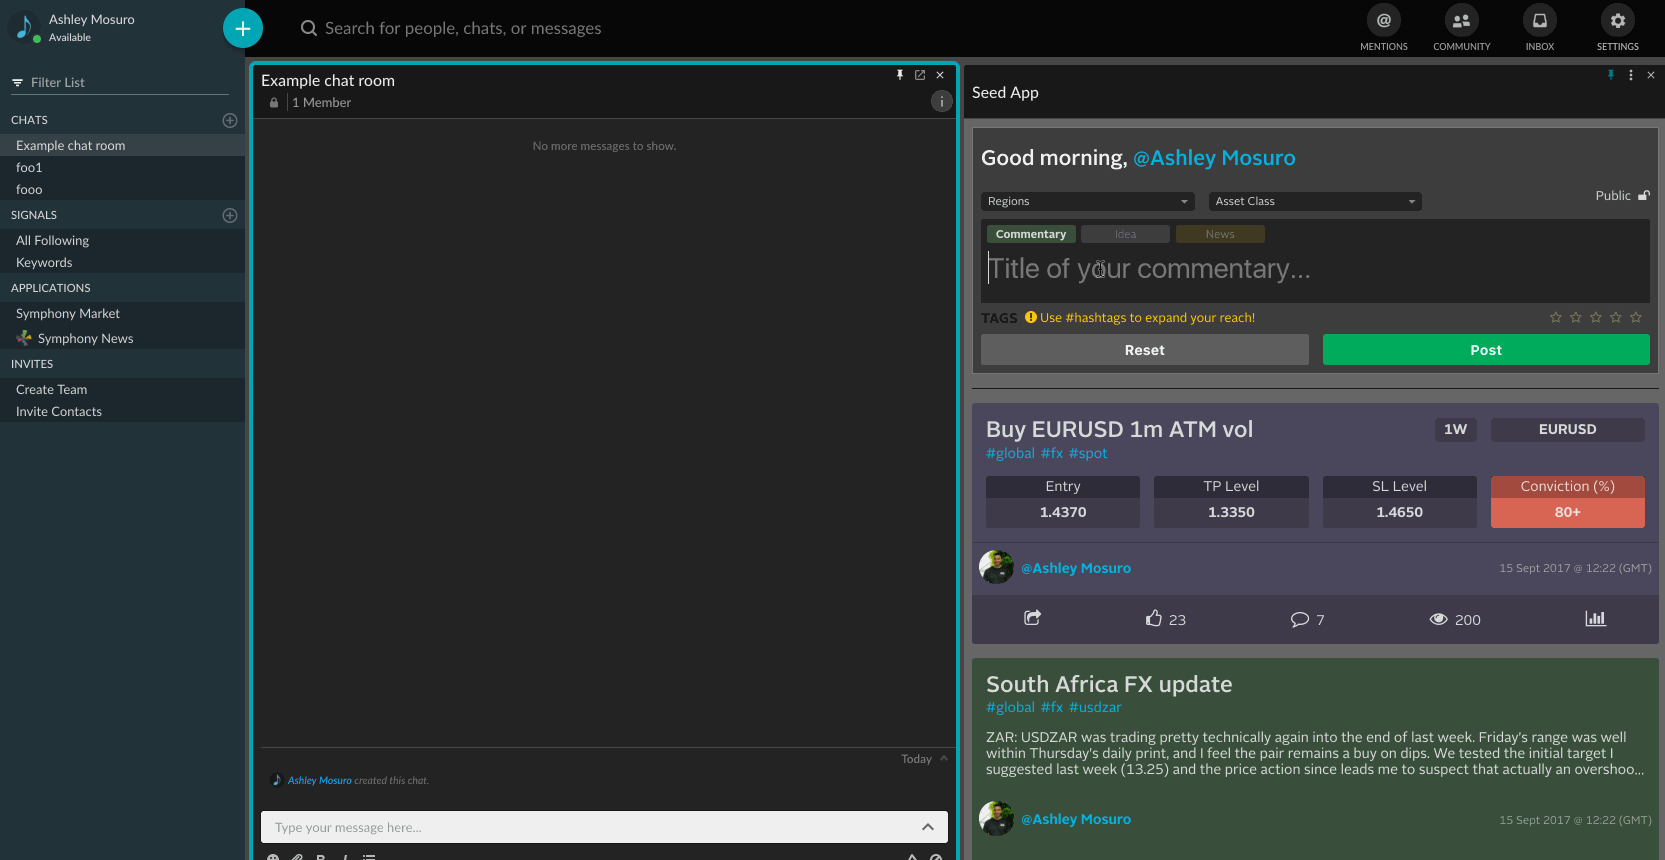 Ashley Mosuro
Available
+
Search for people, chats, or messages
@
MENTIONS
COMMUNITY
INBOX
SETTINGS
Filter List
CHATS
Example chat room
foo1
fooo
SIGNALS
All Following
Keywords
APPLICATIONS
Symphony Market
Symphony News
INVITES
Create Team
Invite Contacts
Example chat room
1 Member
i
No more messages to show.
Today
Ashley Mosuro created this chat.
Type your message here...
Seed App
Good morning, @Ashley Mosuro
Regions
Asset Class
Public
Commentary
Idea
News
Title of your commentary...
TAGS
Use #hashtags to expand your reach!
Reset
Post
Buy EURUSD 1m ATM vol
1W
EURUSD
#global #fx #spot
Entry
TP Level
SL Level
Conviction (%)
1.4370
1.3350
1.4650
80+
@Ashley Mosuro
15 Sept 2017 @ 12:22 (GMT)
23
7
200
South Africa FX update
#global #fx #usdzar
ZAR: USDZAR was trading pretty technically again into the end of last week. Friday's range was well
within Thursday's daily print, and I feel the pair remains a buy on dips. We tested the initial target I
suggested last week (13.25) and the price action since leads me to suspect that actually an overshoo...
@Ashley Mosuro
15 Sept 2017 @ 12:22 (GMT)